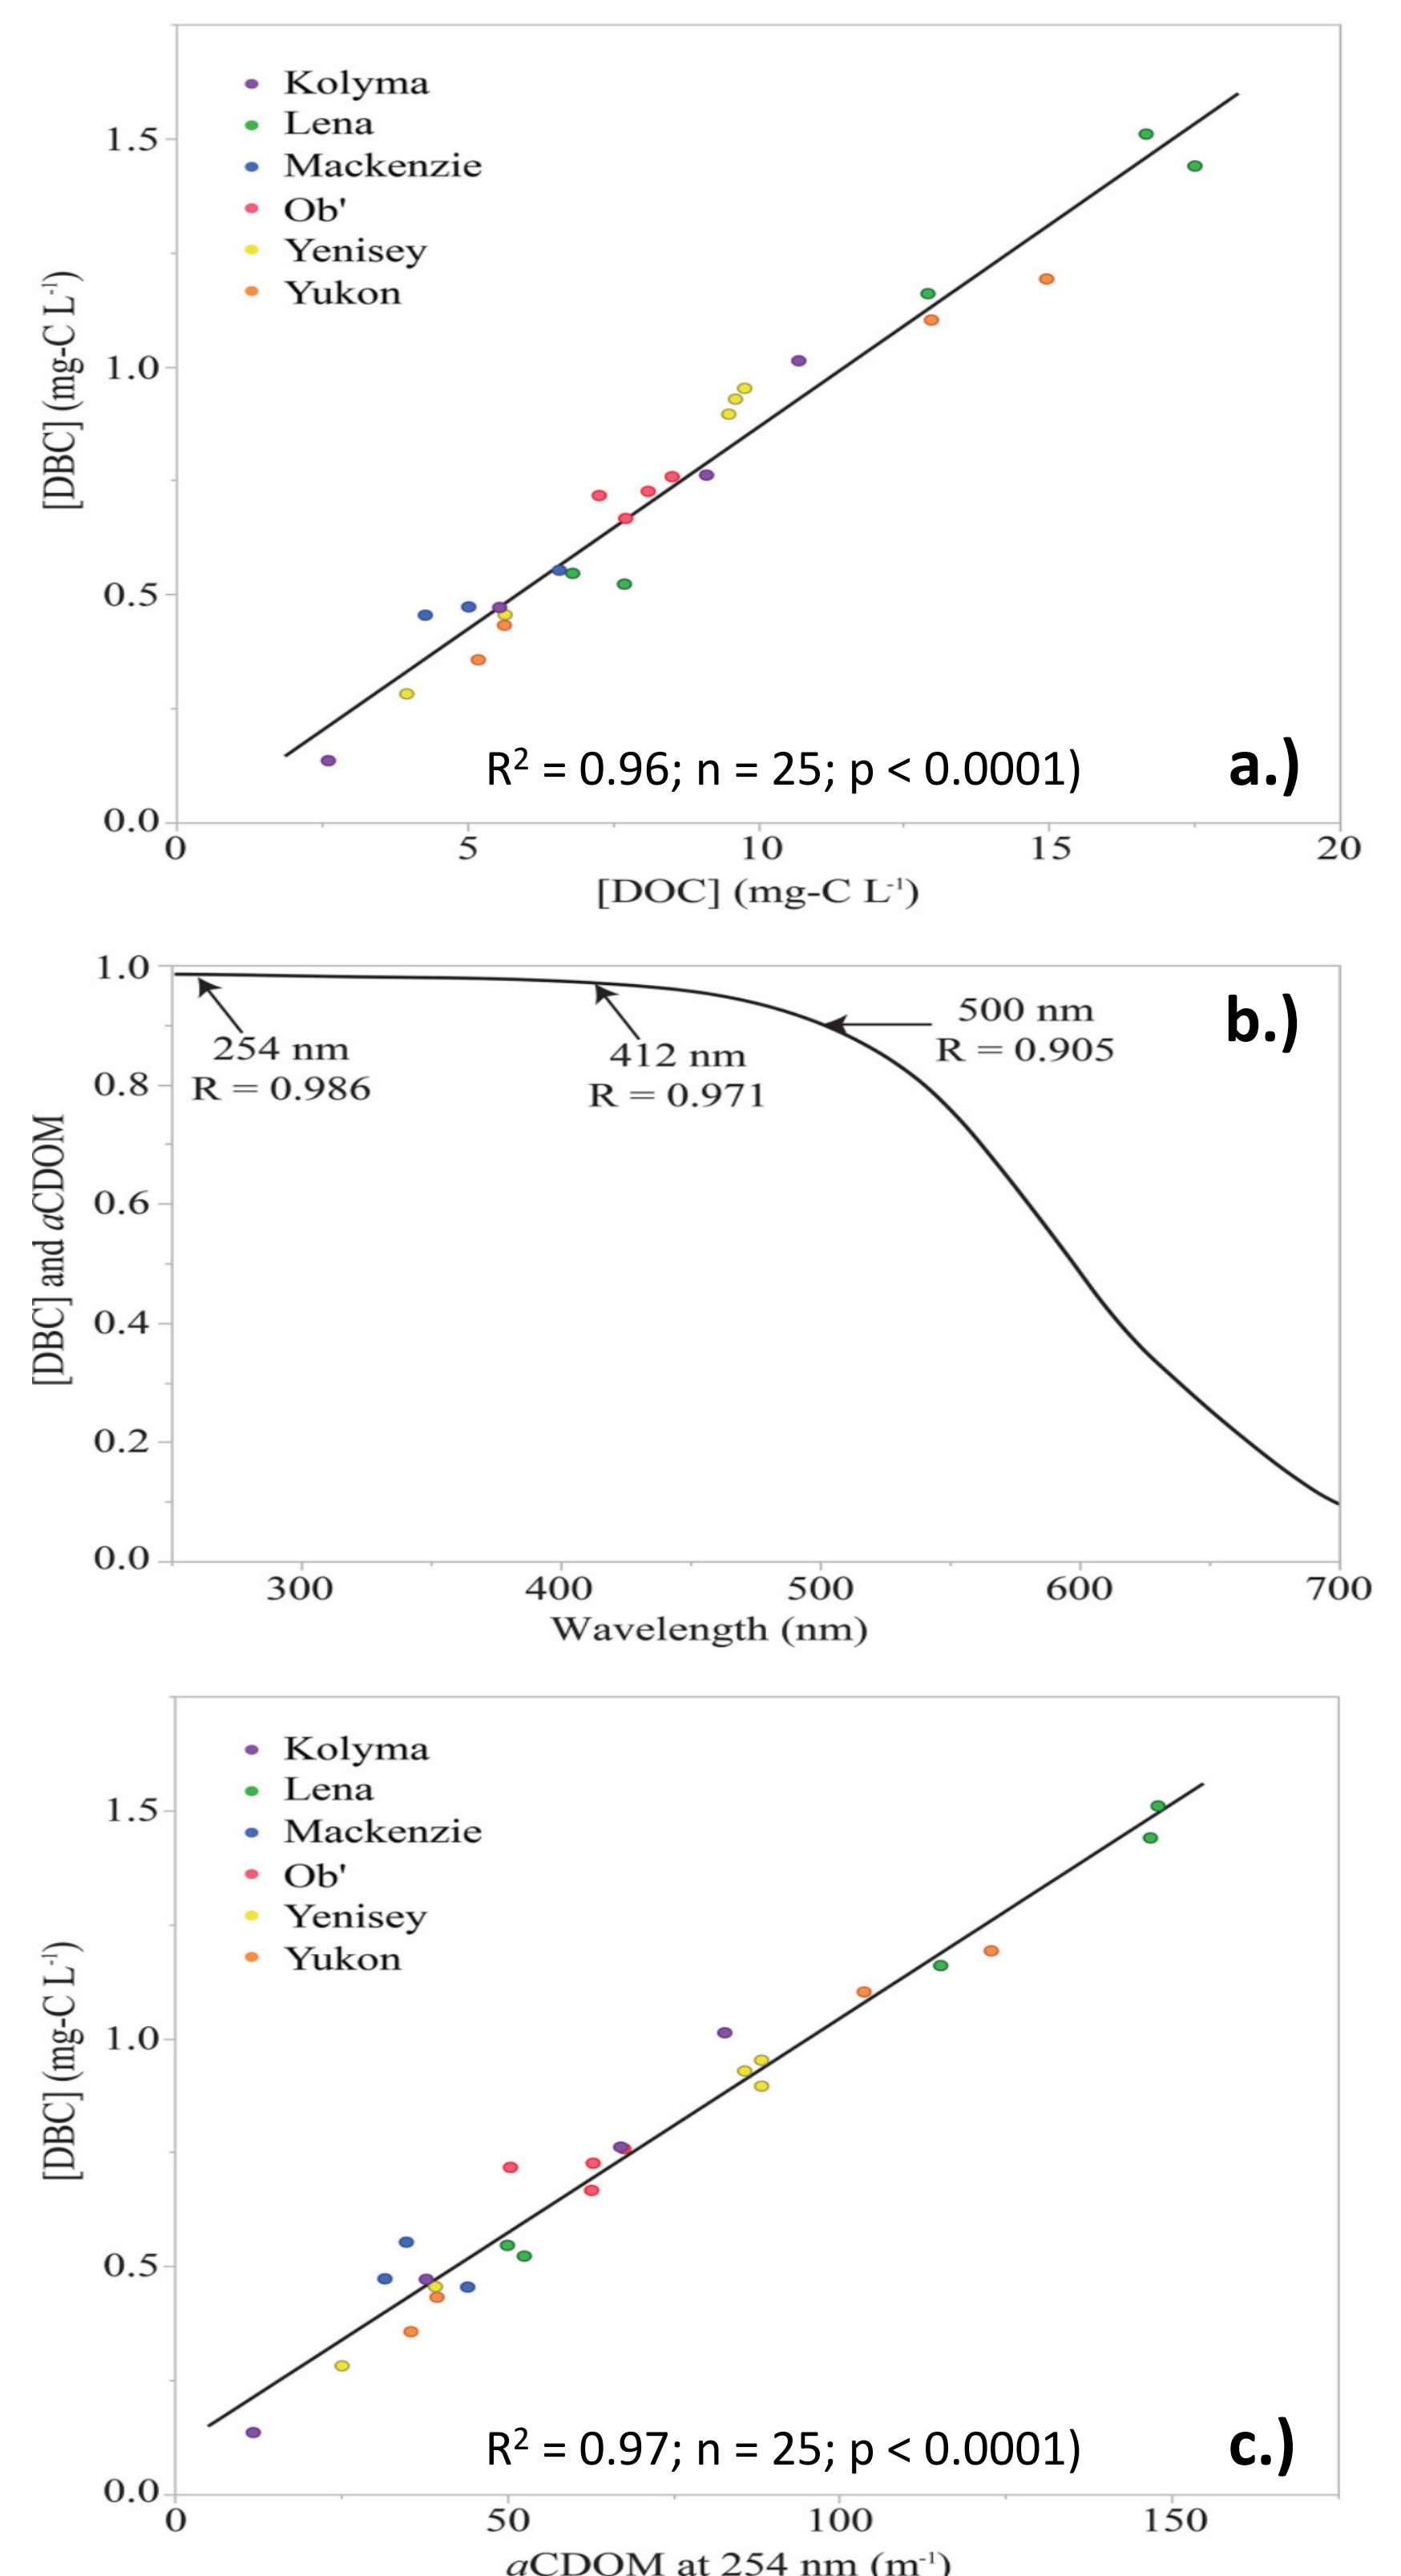 Kolyma
Lena
Mackenzie
Ob'
Yenisey
Yukon
1.5
1.0
0.5
0.0
[DBC] (mg-C L-1)
R2 = 0.96; n = 25; p < 0.0001)
a.)
0 5 10 15 20
[DOC] (mg-C L-1)
1.0
0.8
0.6
0.4
0.2
0.0
[DBC] and aCDOM
254 nm
R = 0.986
412 nm
R = 0.971
500 nm
R = 0.905
b.)
300 400 500 600 700
Wavelength (nm)
Kolyma
Lena
Mackenzie
Ob'
Yenisey
Yukon
1.5
1.0
0.5
0.0
[DBC] (mg-C L-1)
R2 = 0.97; n = 25; p < 0.0001)
c.)
0 50 100 150
aCDOM at 254 nm (m-1)